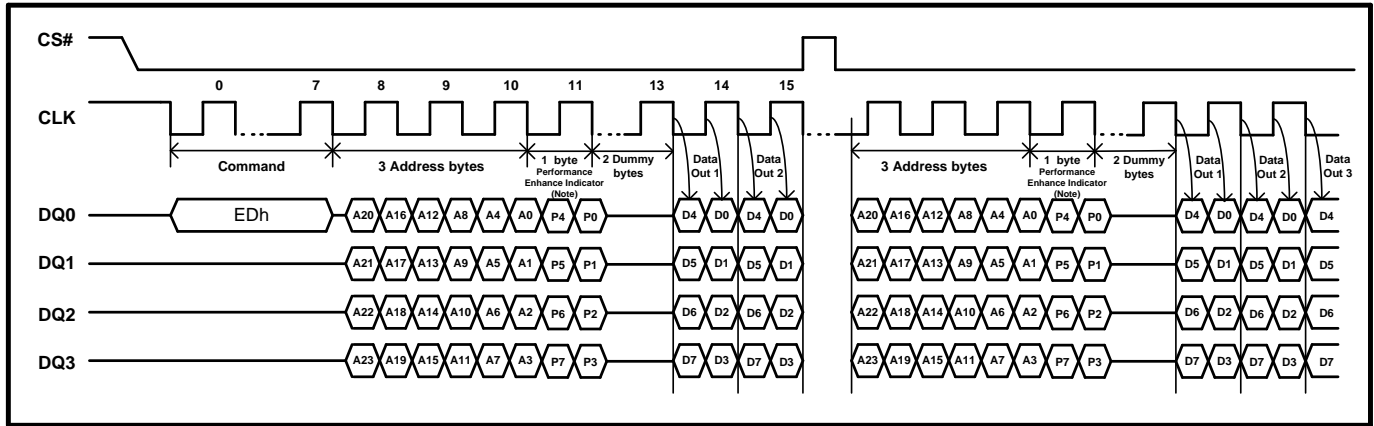 CS#
0 7 8 9 10 11 13 14 15
CLK
Command 3 Address bytes 1 byte Performance Enhance Indicator (Note) 2 Dummy bytes Data Out 1 Data Out 2 3 Address bytes 1 byte Performance Enhance Indicator (Note) 2 Dummy bytes Data Out 1 Data Out 2 Data Out 3
DQ0 EDh A20 A16 A12 A8 A4 A0 P4 P0 D4 D0 D4 D0 A20 A16 A12 A8 A4 A0 P4 P0 D4 D0 D4 D0 D4
DQ1 A21 A17 A13 A9 A5 A1 P5 P1 D5 D1 D5 D1 A21 A17 A13 A9 A5 A1 P5 P1 D5 D1 D5 D1 D5
DQ2 A22 A18 A14 A10 A6 A2 P6 P2 D6 D2 D6 D2 A22 A18 A14 A10 A6 A2 P6 P2 D6 D2 D6 D2 D6
DQ3 A23 A19 A15 A11 A7 A3 P7 P3 D7 D3 D7 D3 A23 A19 A15 A11 A7 A3 P7 P3 D7 D3 D7 D3 D7